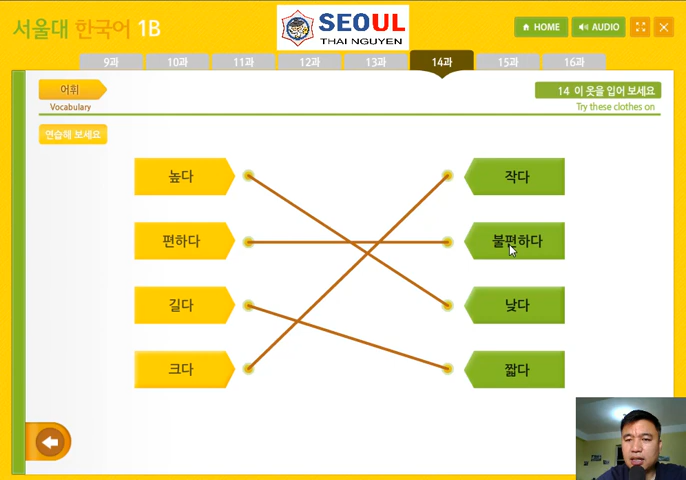 서울대 한국어 1B
SEOUL
THAI NGUYEN
HOME
AUDIO
9과
10과
11과
12과
13과
14과
15과
16과
어휘
Vocabulary
14 이 옷을 입어 보세요
Try these clothes on
연습해 보세요
높다
작다
편하다
불편하다
길다
낮다
크다
짧다